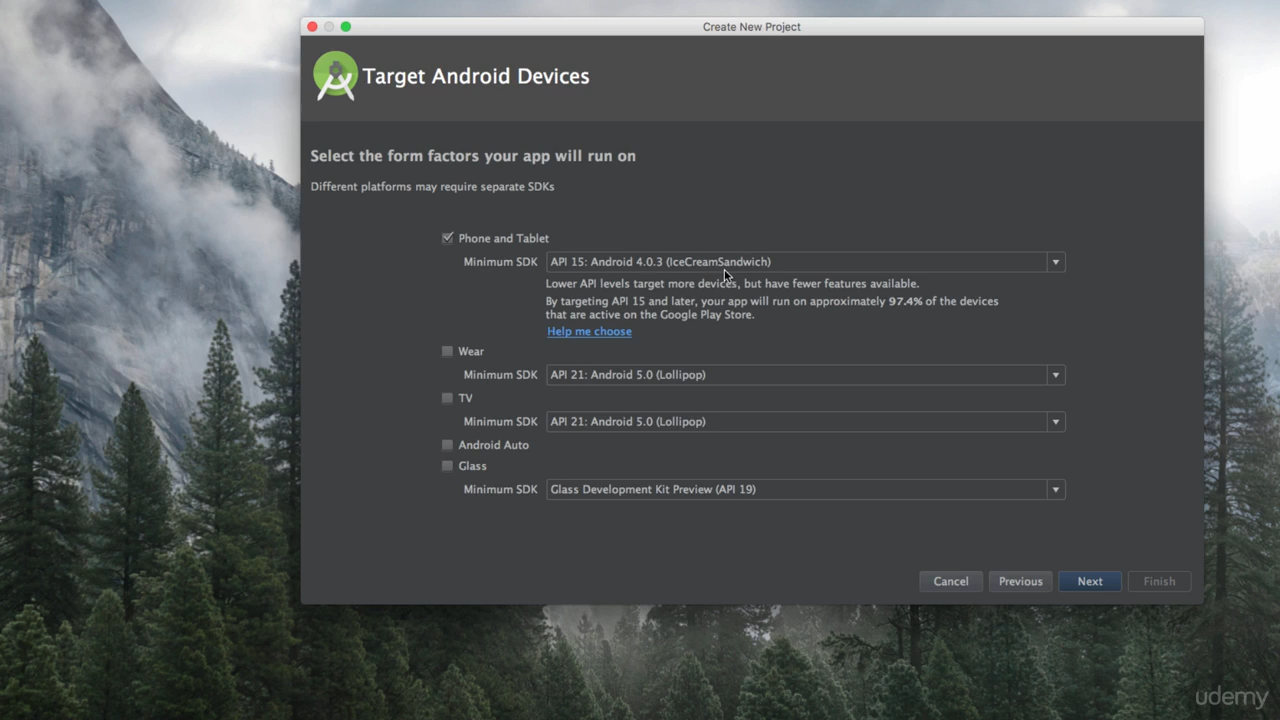 Create New Project
Target Android Devices
Select the form factors your app will run on
Different platforms may require separate SDKs
Phone and Tablet
Minimum SDK API 15: Android 4.0.3 (IceCreamSandwich)
Lower API levels target more devices, but have fewer features available.
By targeting API 15 and later, your app will run on approximately 97.4% of the devices
that are active on the Google Play Store.
Help me choose
Wear
Minimum SDK API 21: Android 5.0 (Lollipop)
TV
Minimum SDK API 21: Android 5.0 (Lollipop)
Android Auto
Glass
Minimum SDK Glass Development Kit Preview (API 19)
Cancel Previous Next Finish
udemy